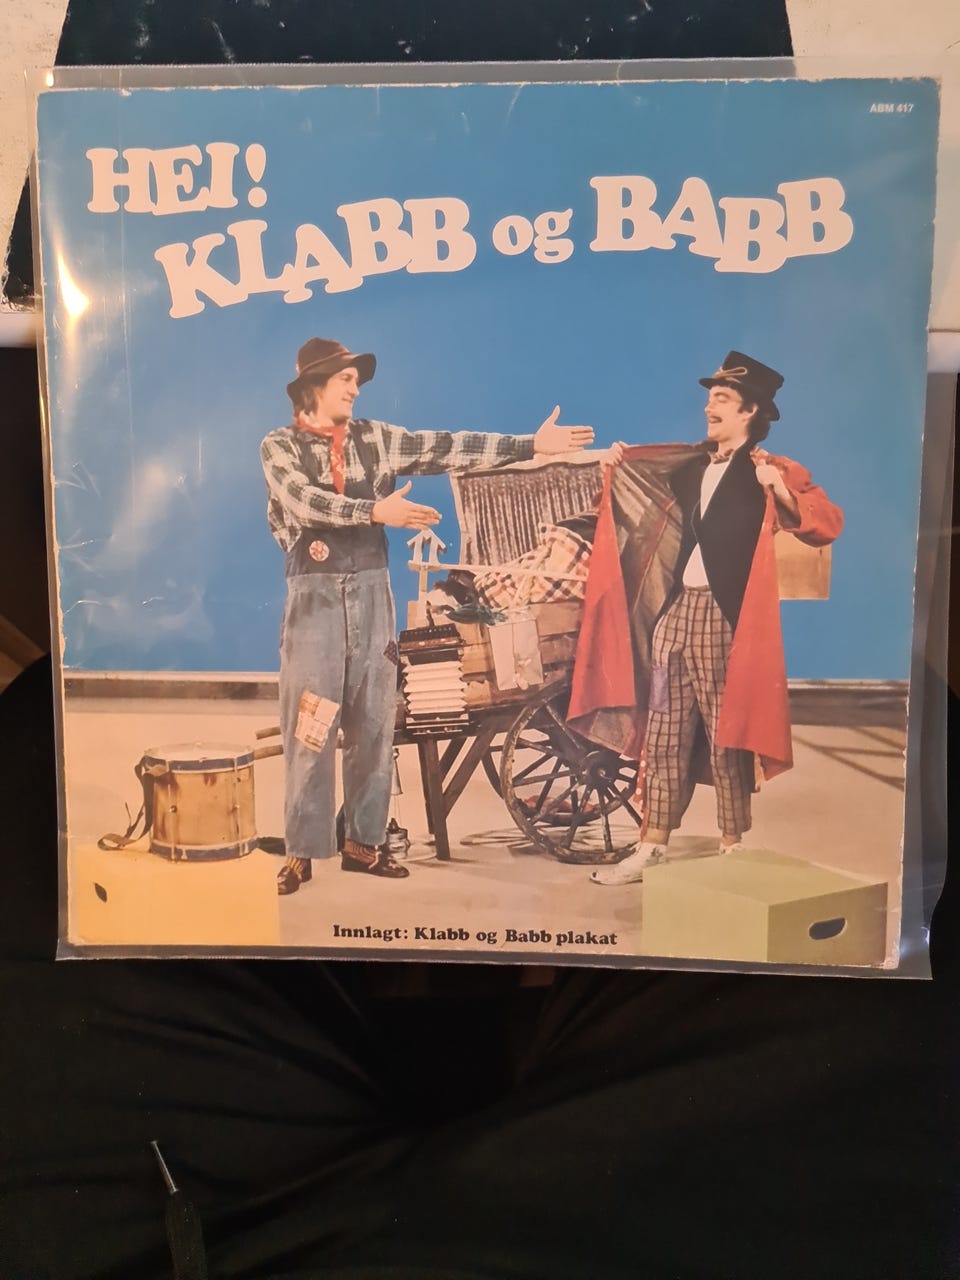 ABM 417
HEI!
KLABB og BABB
Innlagt: Klabb og Babb plakat